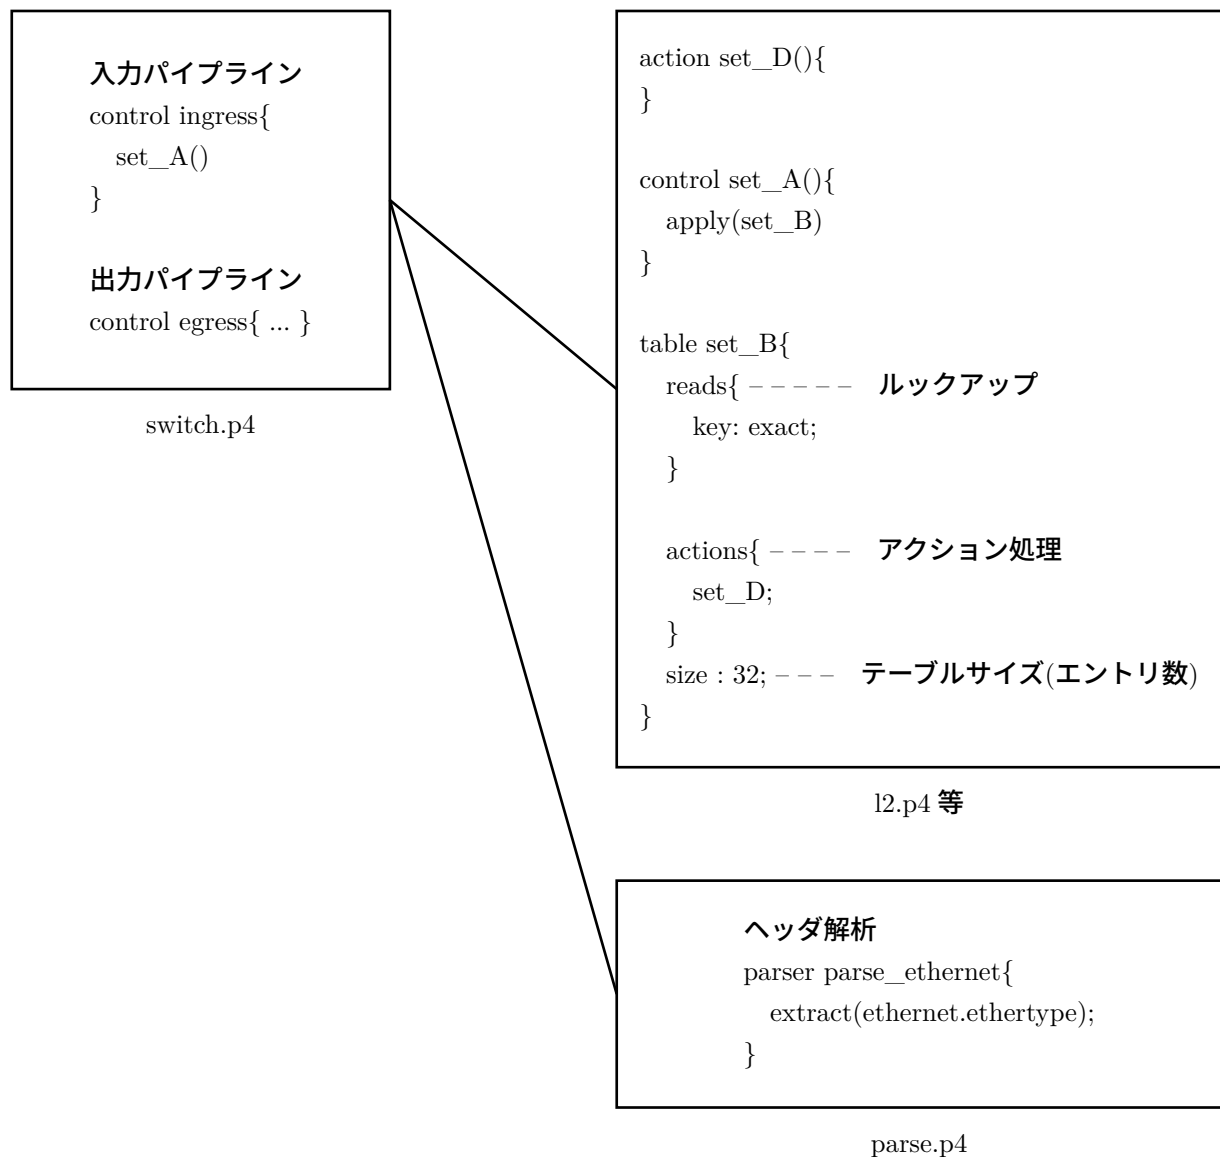 入力パイプライン
control ingress{
set_A()
}
出力パイプライン
control egress{ ... }
switch.p4
action set_D(){
}
control set_A(){
apply(set_B)
}
table set_B{
reads{ – – – – – ルックアップ
key: exact;
}
actions{ – – – – アクション処理
set_D;
}
size : 32; – – – テーブルサイズ(エントリ数)
}
l2.p4 等
ヘッダ解析
parser parse_ethernet{
extract(ethernet.ethertype);
}
parse.p4